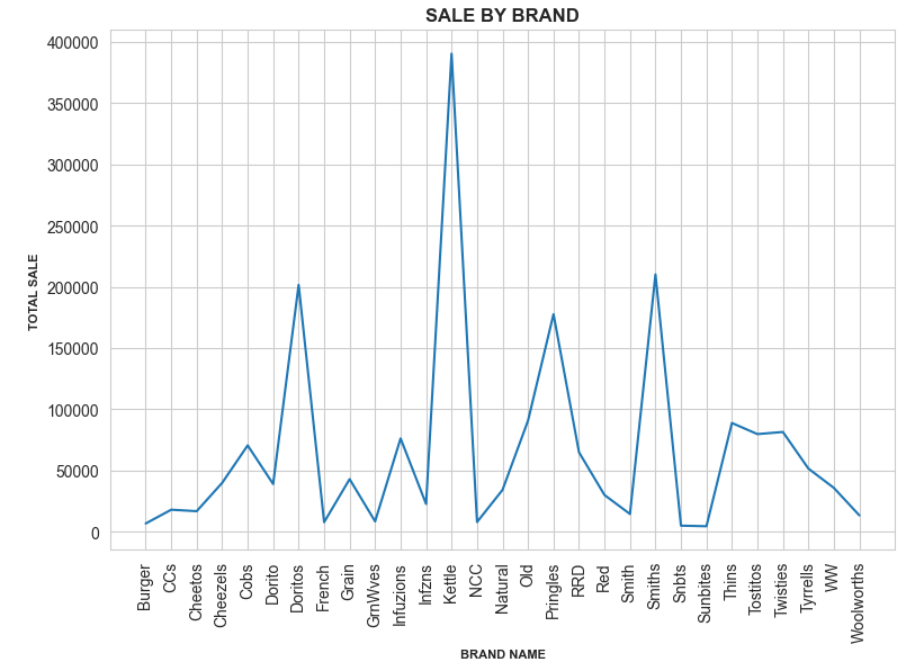 SALE BY BRAND
400000
350000
300000
250000
200000
150000
100000
50000
0
TOTAL SALE
Burger
CCs
Cheetos
Cheezels
Cobs
Dorito
Doritos
French
Grain
GrnWves
Infuzions
Infzns
Kettle
NCC
Natural
Old
Pringles
RRD
Red
Smith
Smiths
Snbts
Sunbites
Thins
Tostitos
Twisties
Tyrrells
WW
Woolworths
BRAND NAME